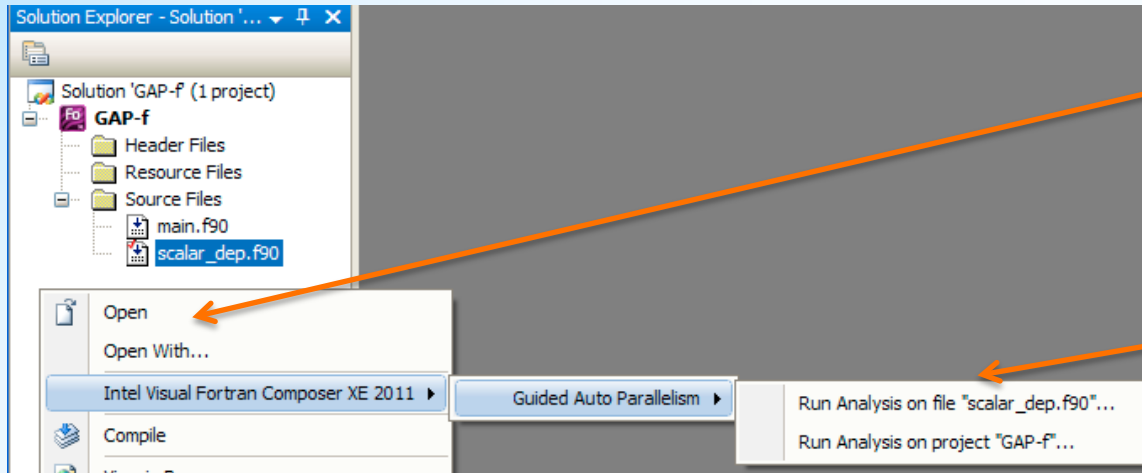 Solution Explorer - Solution '...
Solution 'GAP-f' (1 project)
GAP-f
Header Files
Resource Files
Source Files
main.f90
scalar_dep.f90
Open
Open With...
Intel Visual Fortran Composer XE 2011
Guided Auto Parallelism
Run Analysis on file "scalar_dep.f90"...
Run Analysis on project "GAP-f"...
Compile